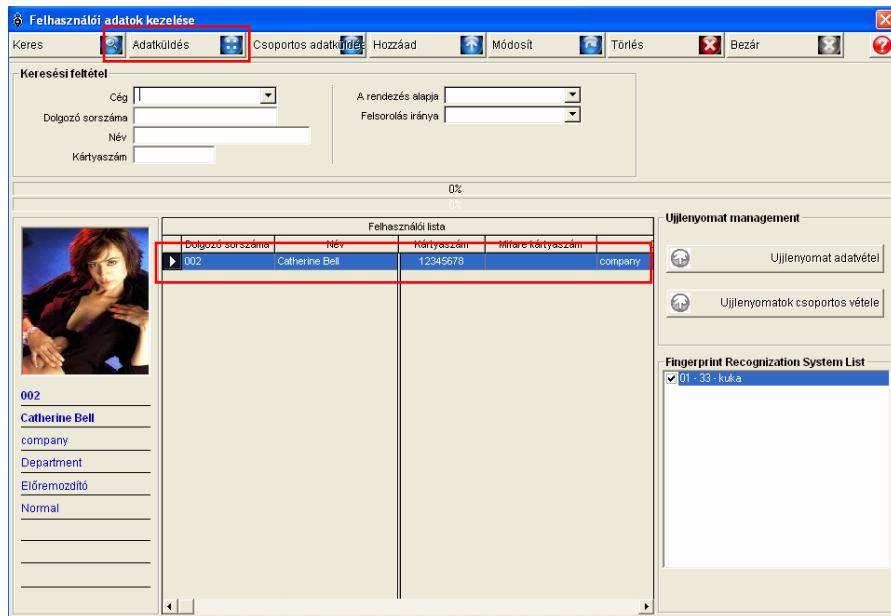 Felhasználói adatok kezelése
Keres Adatküldés Csoportos adatküldés Hozzáad Módosít Törlés Bezár ?
Keresési feltétel
Cég
Dolgozó sorszáma
Név
Kártyaszám
A rendezés alapja
Felsorolás iránya
0%
0%
Felhasználói lista
Dolgozó sorszáma Név Kártyaszám Mifare kártyaszám
002 Catherine Bell 12345678 company
002
Catherine Bell
company
Department
Előremozdító
Normal
Ujjlenyomat management
Ujjlenyomat adatvétel
Ujjlenyomatok csoportos vétele
Fingerprint Recognization System List
01 - 33 - kuka